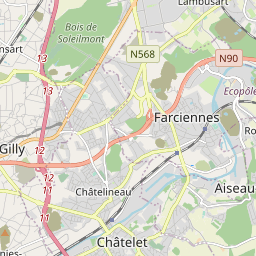 Lambusart
Bois de
Soleilmont
nsart
N568
N90
13
13
Ecopôle
Farciennes
Ro
Gilly
12
12
Châtelineau
Aiseau
11
11
Châtelet
nies-